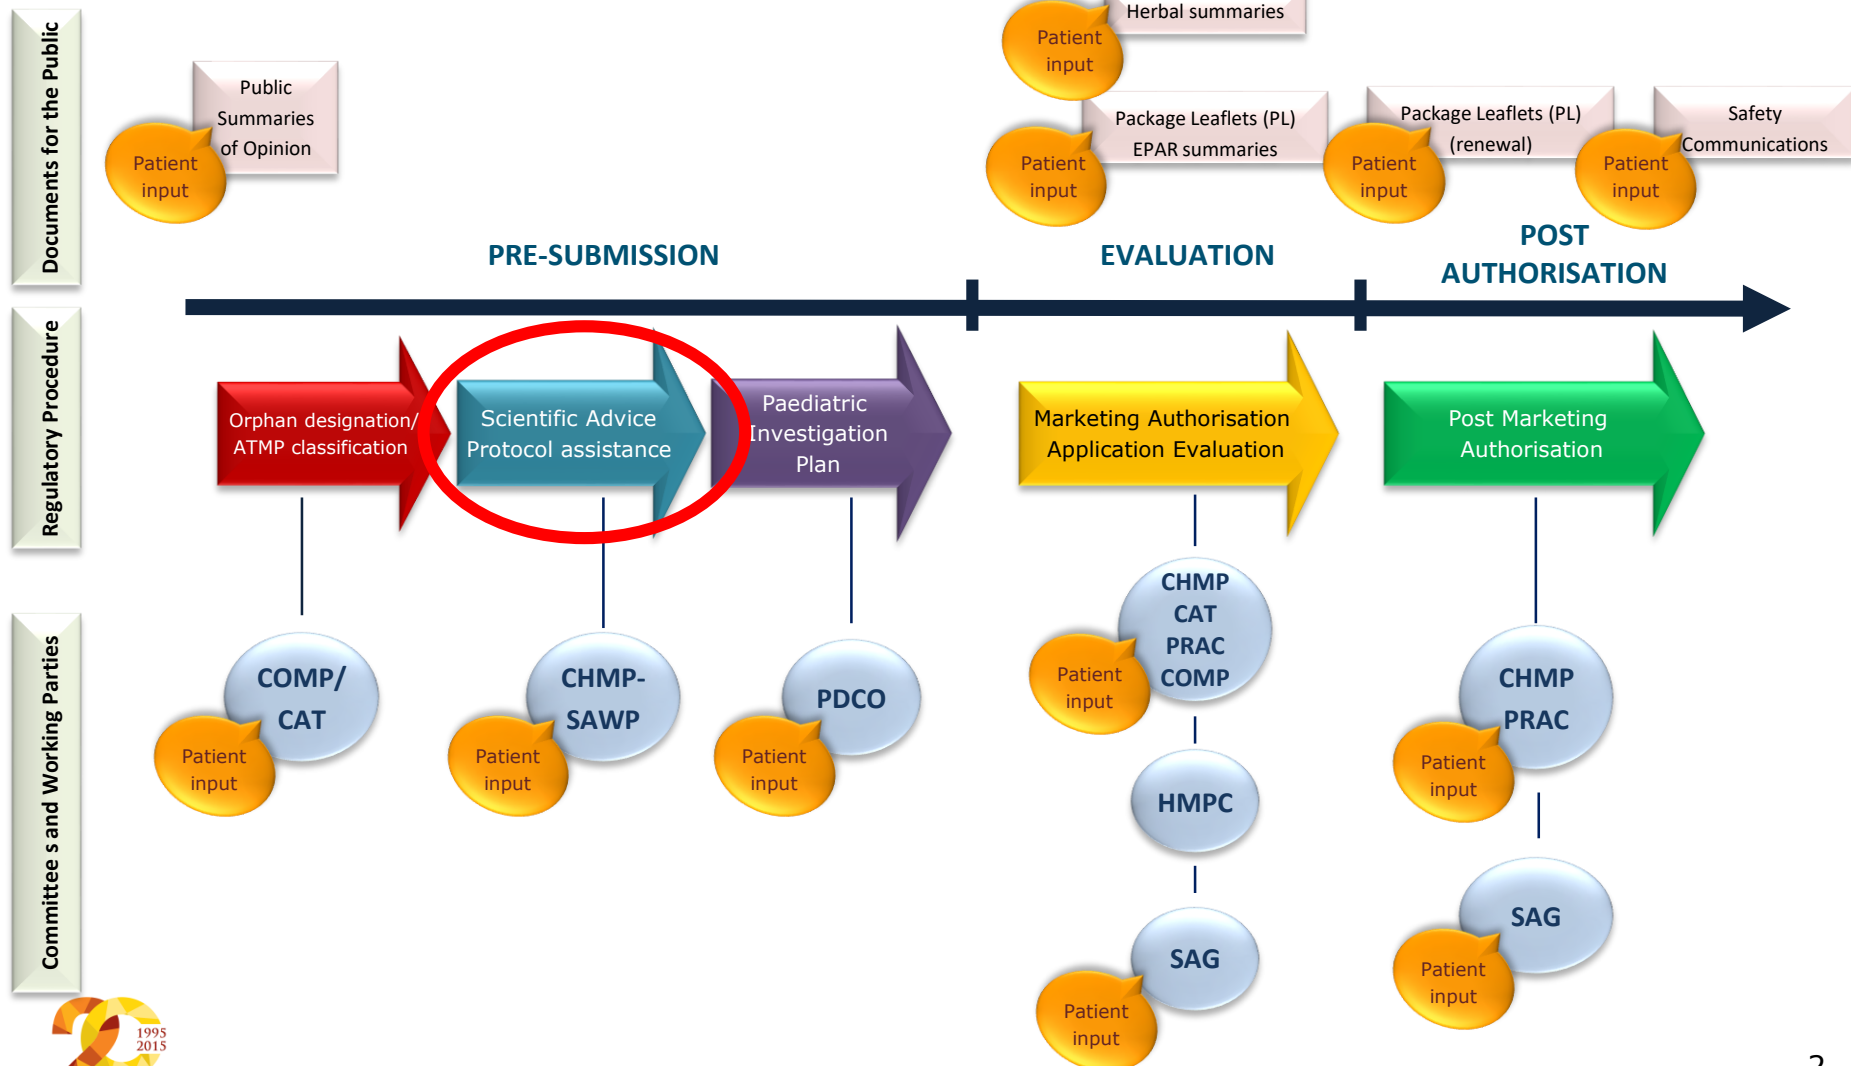 Documents for the Public
Herbal summaries
Patient
input
Public
Summaries
of Opinion
Patient
input
Package Leaflets (PL)
EPAR summaries
Patient
input
Package Leaflets (PL)
(renewal)
Patient
input
Safety
Communications
Patient
input
PRE-SUBMISSION
EVALUATION
POST
AUTHORISATION
Regulatory Procedure
Orphan designation/
ATMP classification
Scientific Advice
Protocol assistance
Paediatric
Investigation
Plan
Marketing Authorisation
Application Evaluation
Post Marketing
Authorisation
Committee s and Working Parties
COMP/
CAT
Patient
input
CHMP-
SAWP
Patient
input
PDCO
Patient
input
CHMP
CAT
PRAC
COMP
Patient
input
HMPC
SAG
Patient
input
CHMP
PRAC
Patient
input
SAG
Patient
input
20
1995
2015